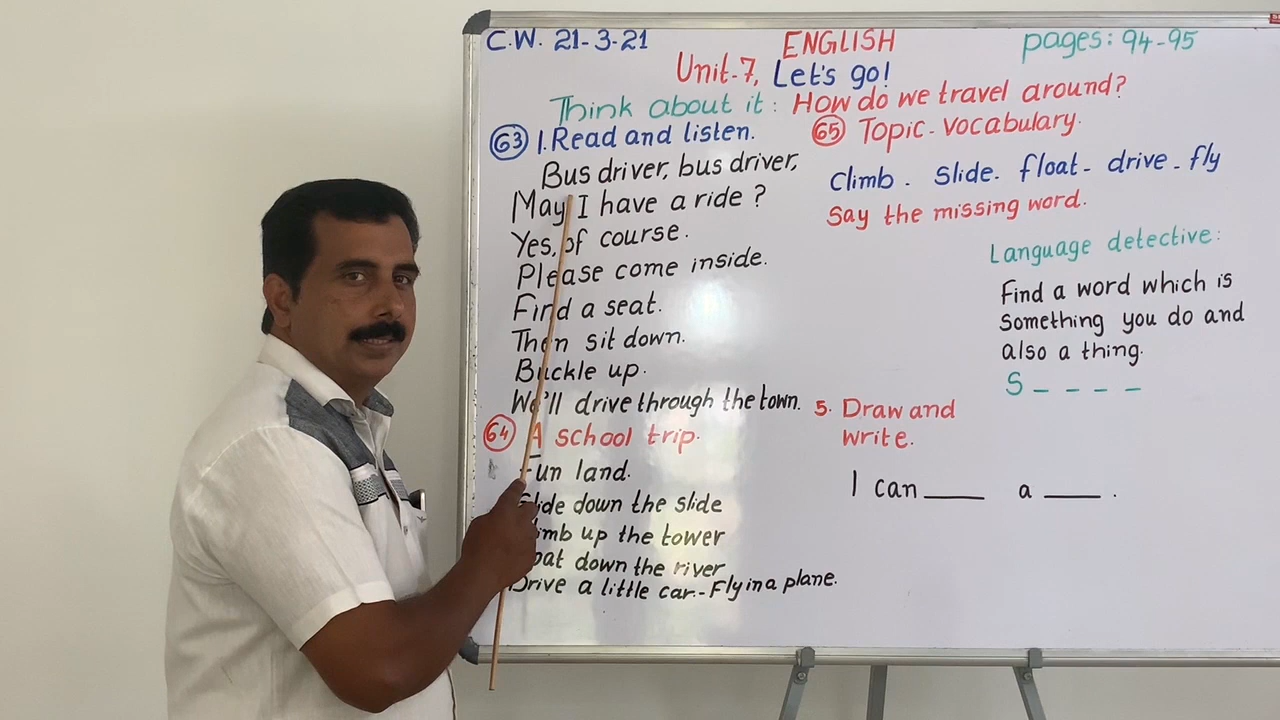 C.W. 21-3-21
ENGLISH
pages: 94-95
Unit-7, Let's go!
Think about it: How do we travel around?
63 1. Read and listen.
Bus driver, bus driver,
May I have a ride?
Yes, of course.
Please come inside.
Find a seat.
Then sit down.
Buckle up.
We'll drive through the town.
64 A school trip.
Fun land.
Slide down the slide
Climb up the tower
Float down the river
Drive a little car.-Fly in a plane.
65 Topic-vocabulary.
Climb. Slide. float- drive- fly
Say the missing word.
Language detective:
Find a word which is
something you do and
also a thing.
S _ _ _ _
5. Draw and
write.
I can ____ a ____.